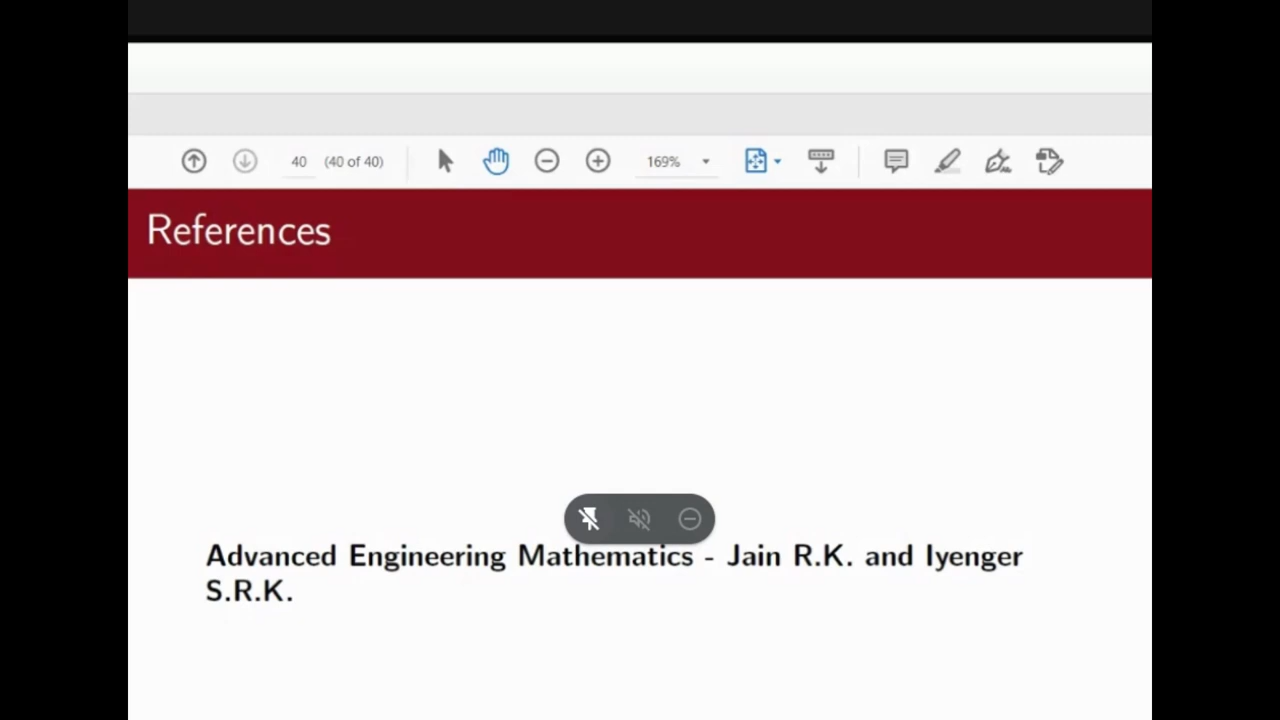 40 (40 of 40) 169%
References
Advanced Engineering Mathematics - Jain R.K. and Iyenger
S.R.K.